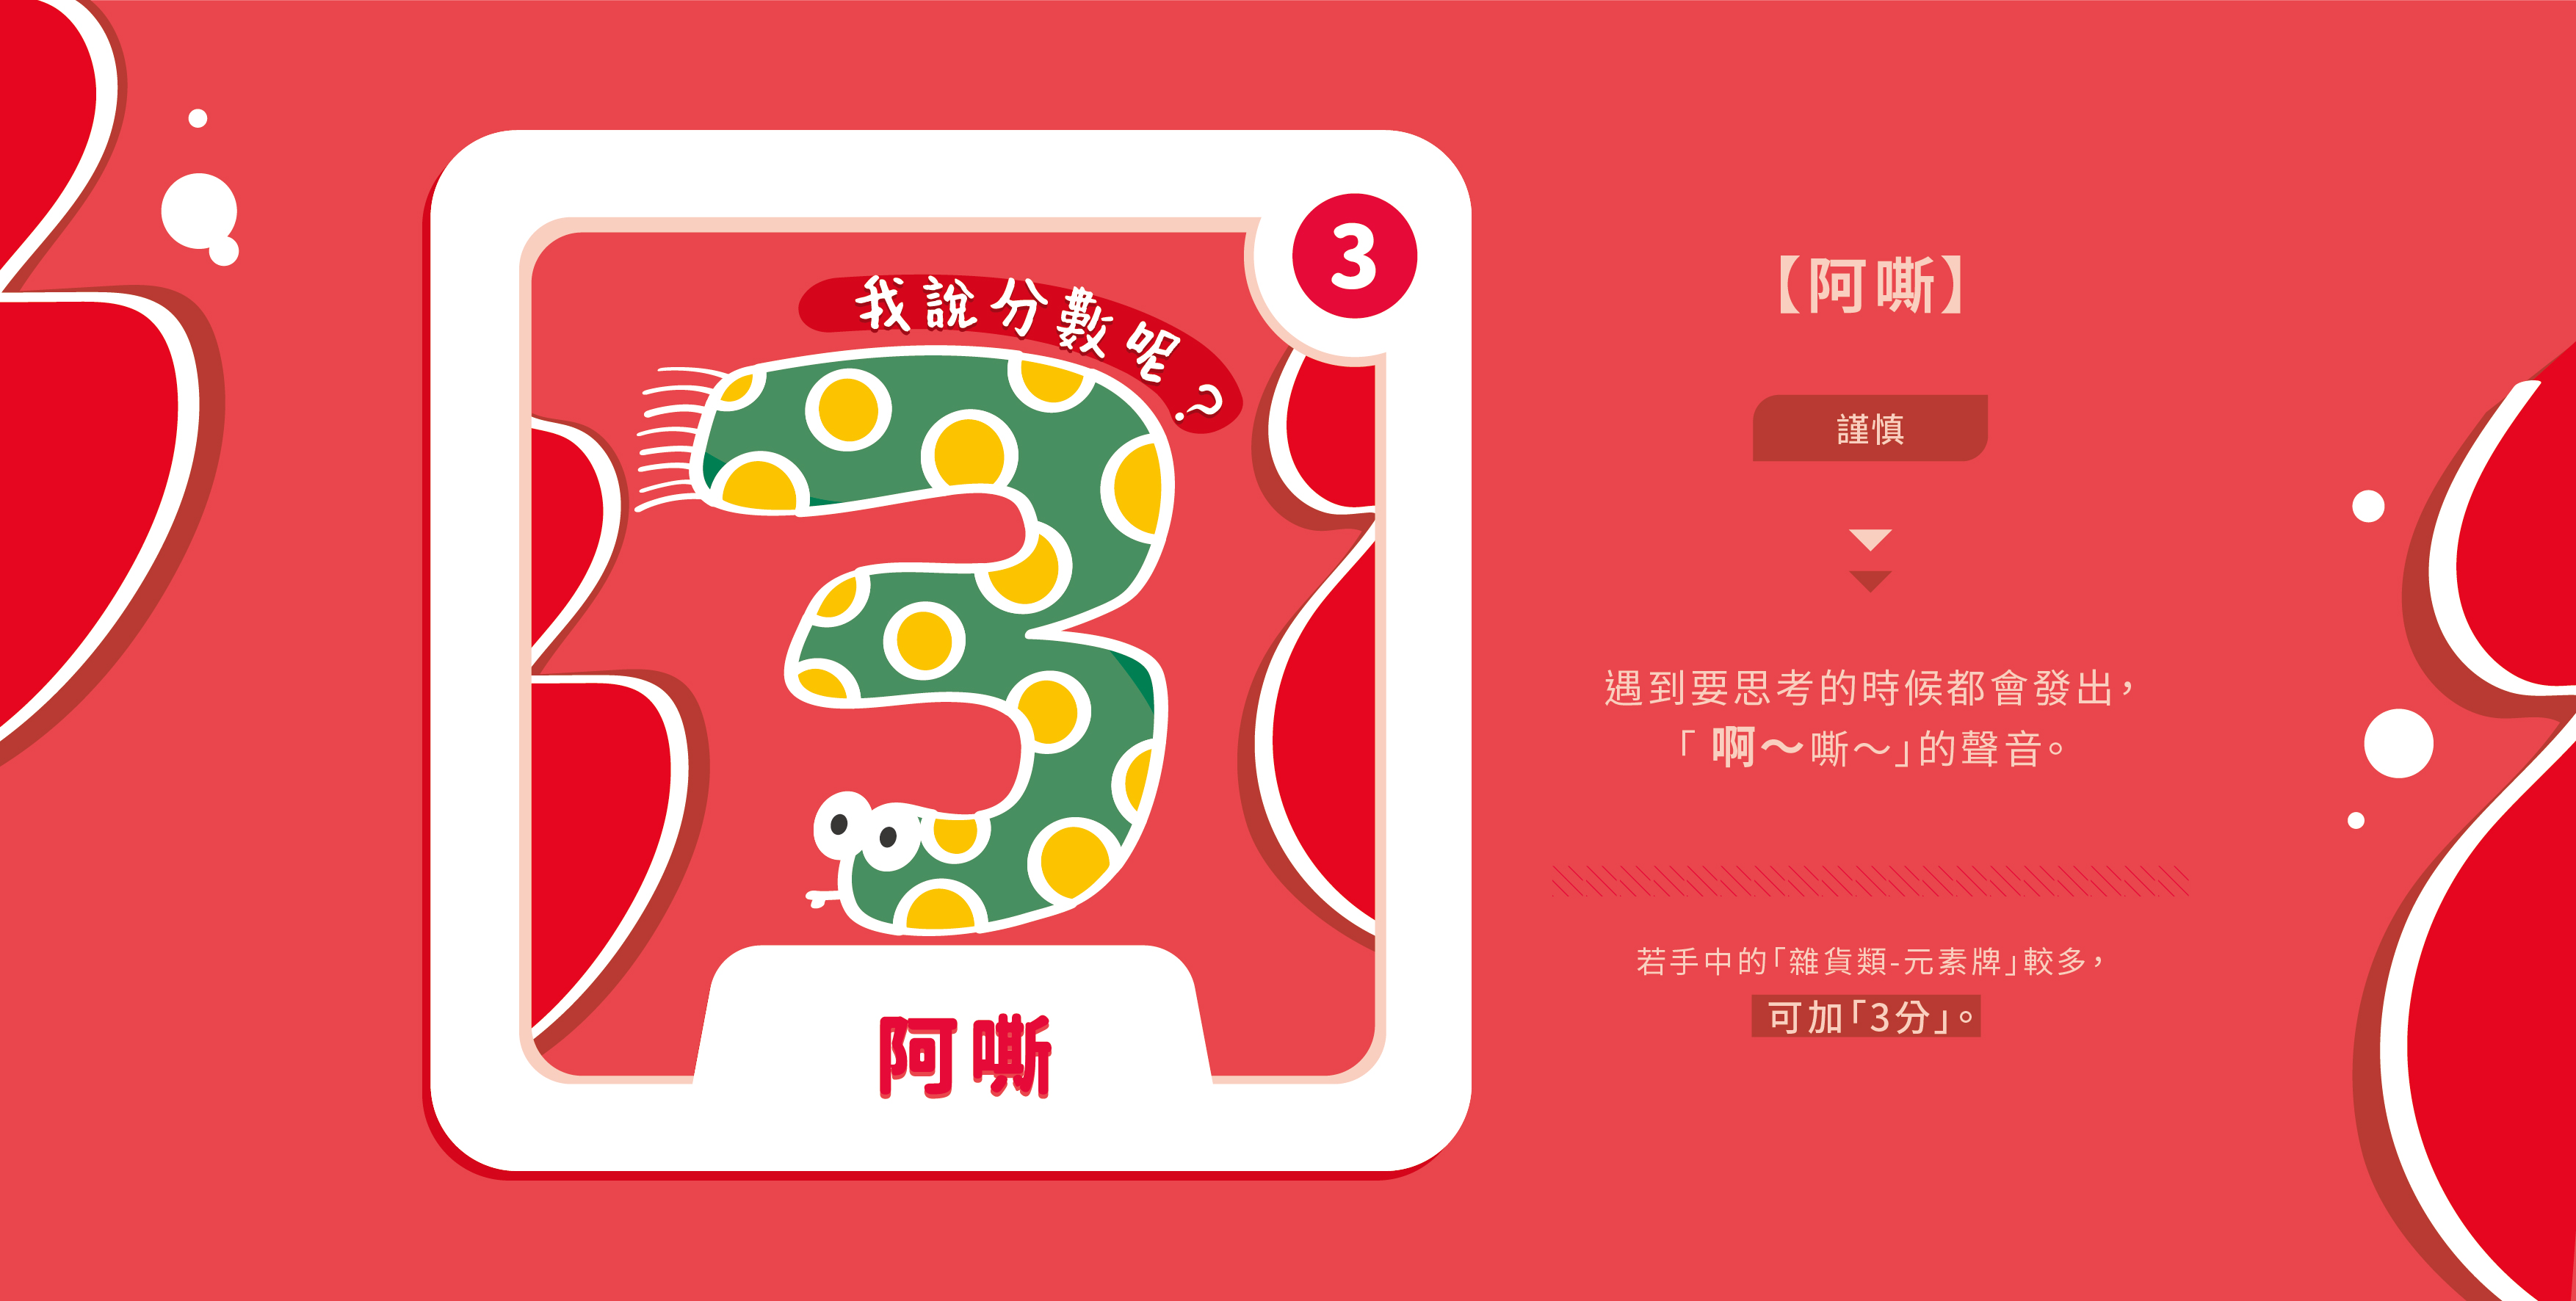 3
我說分數呢?
阿嘶
【阿嘶】
謹慎
遇到要思考的時候都會發出,
「啊～嘶～」的聲音。
若手中的「雜貨類-元素牌」較多,
可加「3分」。